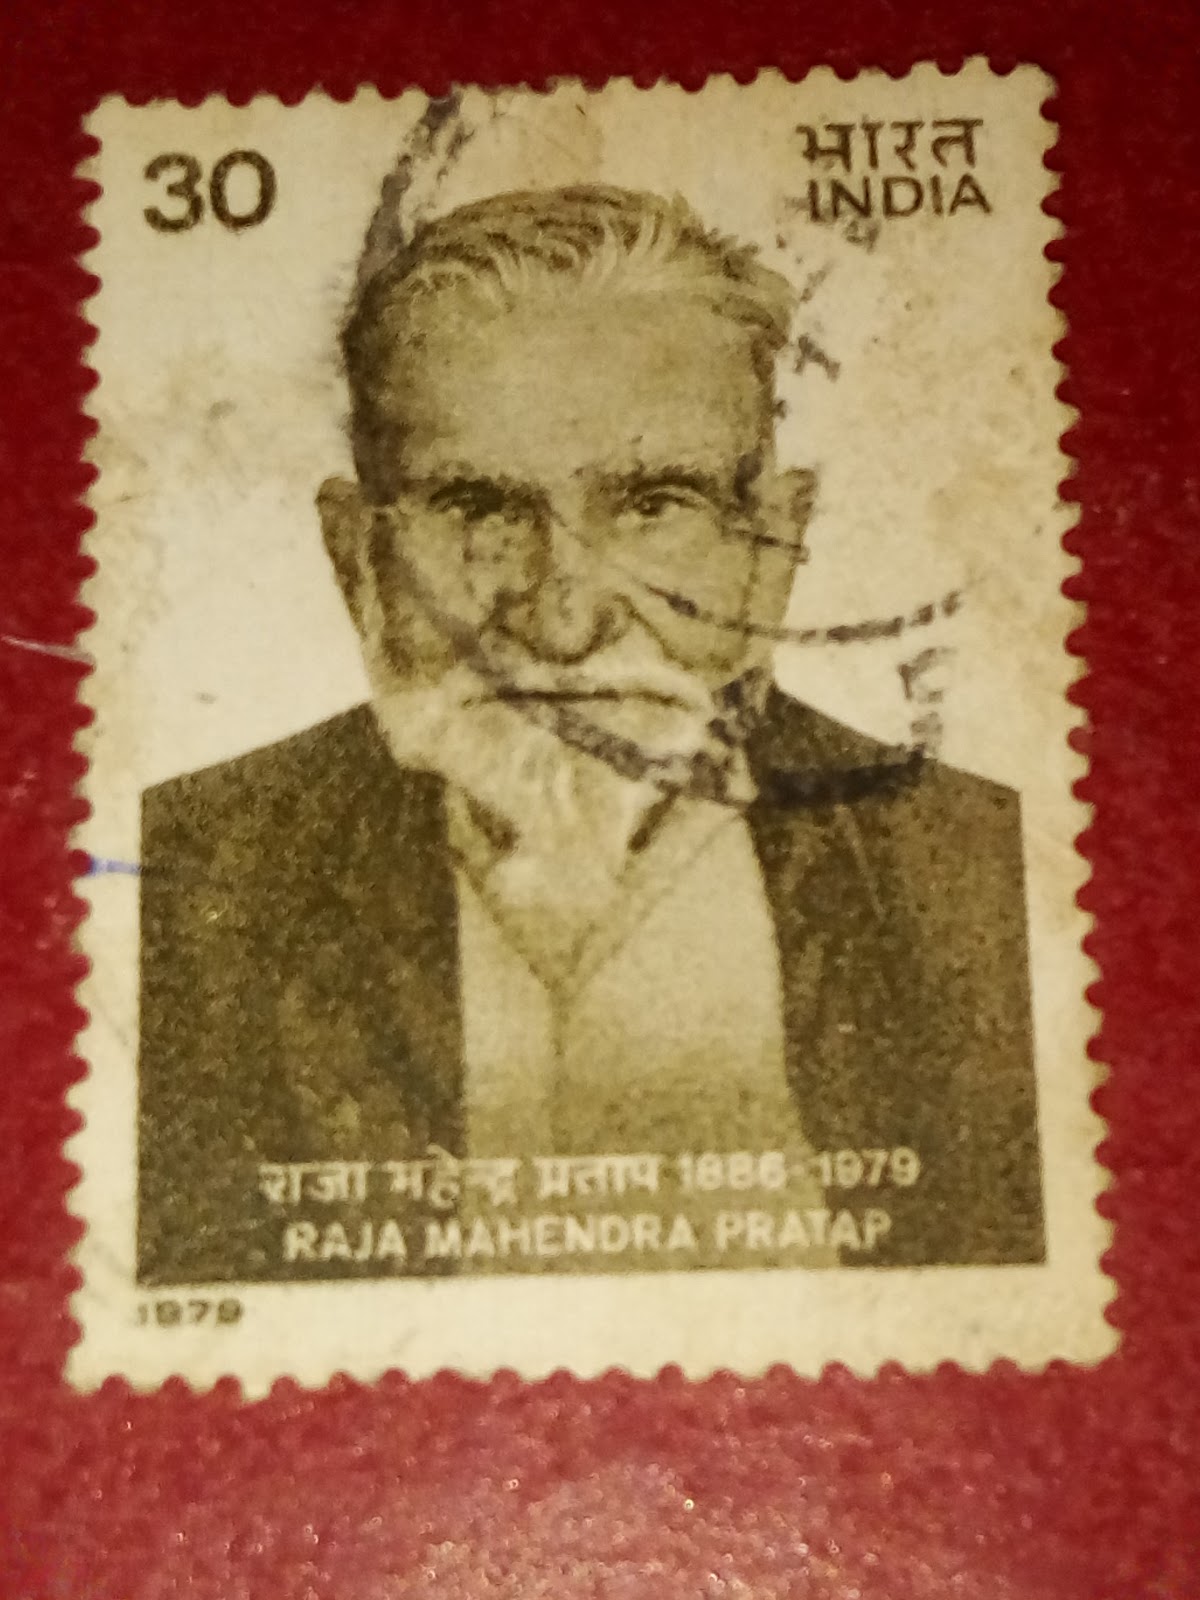 30
भारत
INDIA
राजा महेन्द्र प्रताप 1886-1979
RAJA MAHENDRA PRATAP
1979